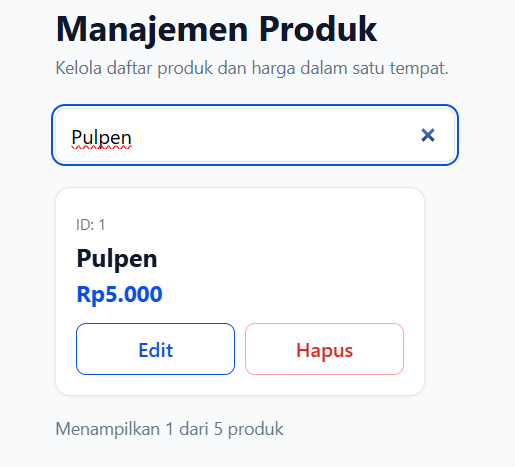 Manajemen Produk
Kelola daftar produk dan harga dalam satu tempat.
Pulpen
ID: 1
Pulpen
Rp5.000
Edit
Hapus
Menampilkan 1 dari 5 produk